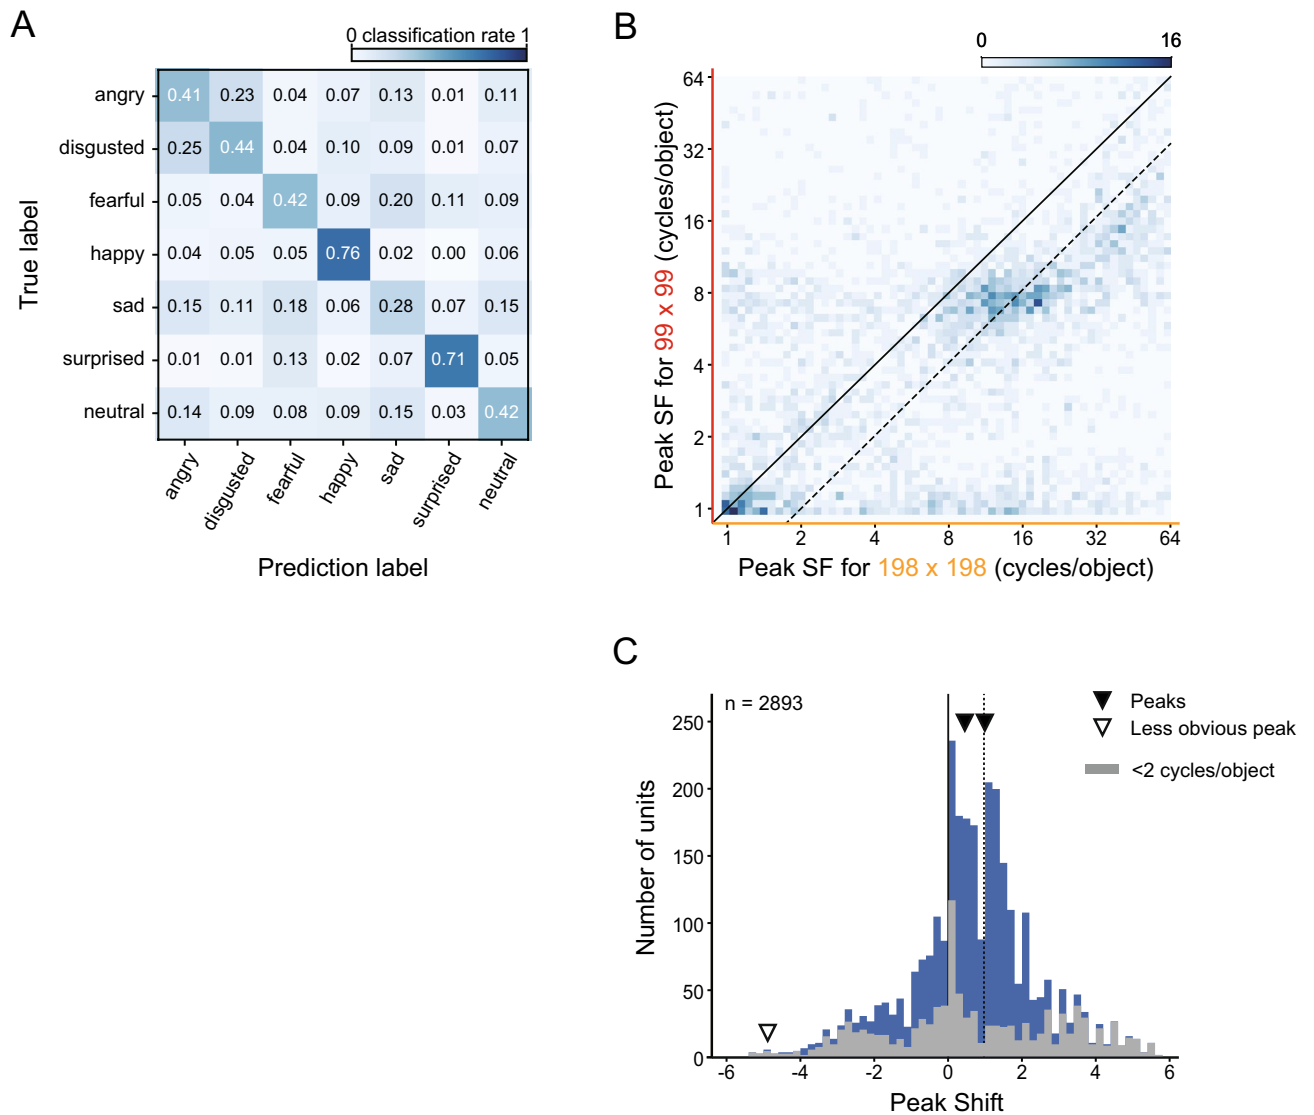 A
0 classification rate 1
True label
angry 0.41 0.23 0.04 0.07 0.13 0.01 0.11
disgusted 0.25 0.44 0.04 0.10 0.09 0.01 0.07
fearful 0.05 0.04 0.42 0.09 0.20 0.11 0.09
happy 0.04 0.05 0.05 0.76 0.02 0.00 0.06
sad 0.15 0.11 0.18 0.06 0.28 0.07 0.15
surprised 0.01 0.01 0.13 0.02 0.07 0.71 0.05
neutral 0.14 0.09 0.08 0.09 0.15 0.03 0.42
angry disgusted fearful happy sad surprised neutral
Prediction label
B
0 16
Peak SF for 99 x 99 (cycles/object)
64
32
16
8
4
2
1
1 2 4 8 16 32 64
Peak SF for 198 x 198 (cycles/object)
C
n = 2893
Peaks
Less obvious peak
<2 cycles/object
Number of units
250
200
150
100
50
0
-6 -4 -2 0 2 4 6
Peak Shift